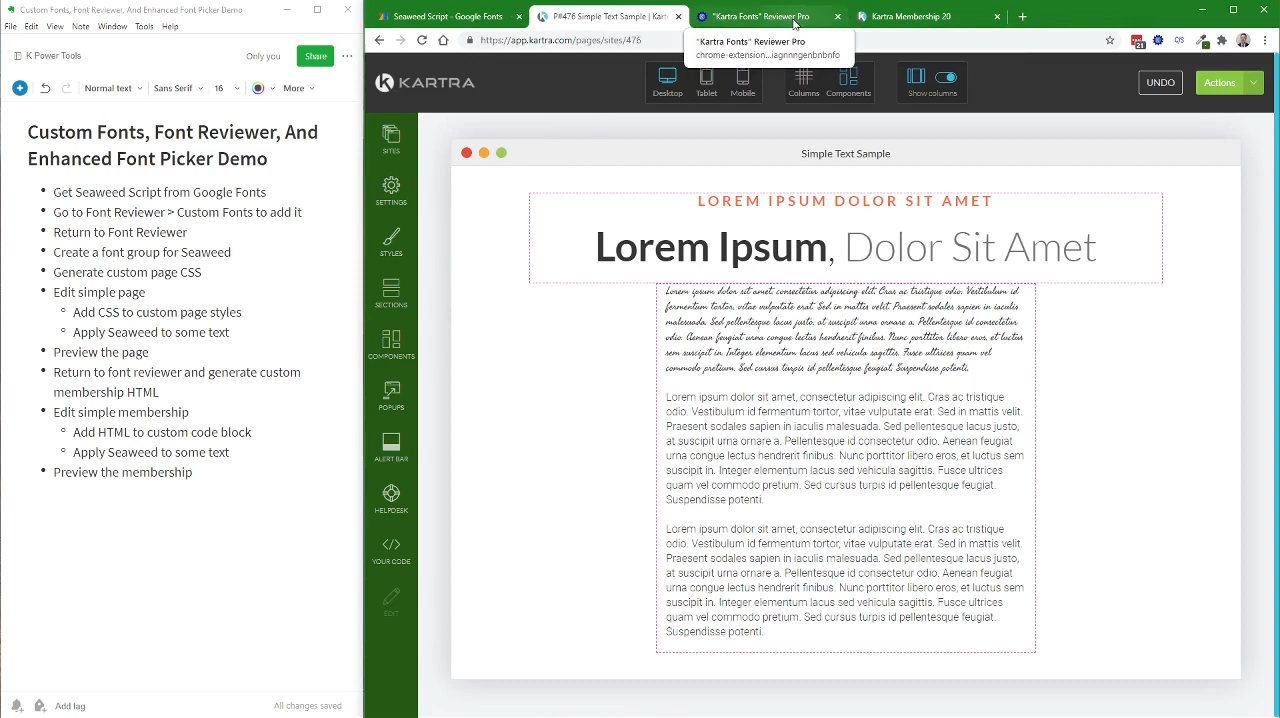 Custom Fonts, Font Reviewer, And Enhanced Font Picker Demo
File Edit View Note Window Tools Help
K Power Tools
Only you
Share
Normal text
Sans Serif
16
More
Custom Fonts, Font Reviewer, And
Enhanced Font Picker Demo
Get Seaweed Script from Google Fonts
Go to Font Reviewer > Custom Fonts to add it
Return to Font Reviewer
Create a font group for Seaweed
Generate custom page CSS
Edit simple page
Add CSS to custom page styles
Apply Seaweed to some text
Preview the page
Return to font reviewer and generate custom
membership HTML
Edit simple membership
Add HTML to custom code block
Apply Seaweed to some text
Preview the membership
Add tag
All changes saved
Seaweed Script - Google Fonts
P#476 Simple Text Sample | Kart
"Kartra Fonts" Reviewer Pro
Kartra Membership 20
https://app.kartra.com/pages/sites/476
"Kartra Fonts" Reviewer Pro
chrome-extension...iagnnngenbnbnfo
21
KARTRA
Desktop
Tablet
Mobile
Columns
Components
Show columns
UNDO
Actions
SITES
SETTINGS
STYLES
SECTIONS
COMPONENTS
POPUPS
ALERT BAR
HELPDESK
YOUR CODE
EDIT
Simple Text Sample
LOREM IPSUM DOLOR SIT AMET
Lorem Ipsum, Dolor Sit Amet
Lorem ipsum dolor sit amet, consectetur adipiscing elit. Cras ac tristique odio. Vestibulum id
fermentum tortor, vitae vulputate erat. Sed in mattis velit. Praesent sodales sapien in iaculis
malesuada. Sed pellentesque lacus justo, at suscipit urna ornare a. Pellentesque id consectetur
odio. Aenean feugiat urna congue lectus hendrerit finibus. Nunc porttitor libero eros, et luctus
sem suscipit in. Integer elementum lacus sed vehicula sagittis. Fusce ultrices quam vel
commodo pretium. Sed cursus turpis id pellentesque feugiat. Suspendisse potenti.
Lorem ipsum dolor sit amet, consectetur adipiscing elit. Cras ac tristique
odio. Vestibulum id fermentum tortor, vitae vulputate erat. Sed in mattis velit.
Praesent sodales sapien in iaculis malesuada. Sed pellentesque lacus justo,
at suscipit urna ornare a. Pellentesque id consectetur odio. Aenean feugiat
urna congue lectus hendrerit finibus. Nunc porttitor libero eros, et luctus sem
suscipit in. Integer elementum lacus sed vehicula sagittis. Fusce ultrices
quam vel commodo pretium. Sed cursus turpis id pellentesque feugiat.
Suspendisse potenti.
Lorem ipsum dolor sit amet, consectetur adipiscing elit. Cras ac tristique
odio. Vestibulum id fermentum tortor, vitae vulputate erat. Sed in mattis velit.
Praesent sodales sapien in iaculis malesuada. Sed pellentesque lacus justo,
at suscipit urna ornare a. Pellentesque id consectetur odio. Aenean feugiat
urna congue lectus hendrerit finibus. Nunc porttitor libero eros, et luctus sem
suscipit in. Integer elementum lacus sed vehicula sagittis. Fusce ultrices
quam vel commodo pretium. Sed cursus turpis id pellentesque feugiat.
Suspendisse potenti.